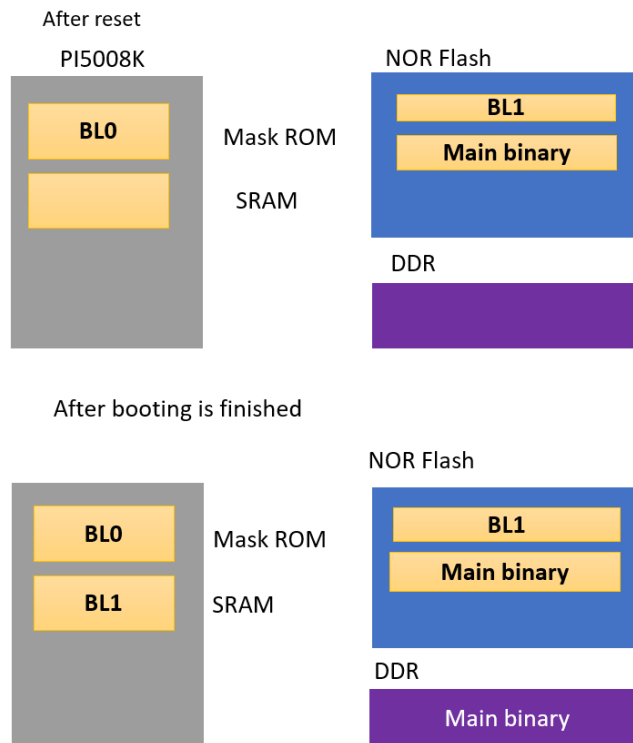 After reset
PI5008K
NOR Flash
BL0
Mask ROM
BL1
Main binary
SRAM
DDR
After booting is finished
NOR Flash
BL0
Mask ROM
BL1
Main binary
BL1
SRAM
DDR
Main binary